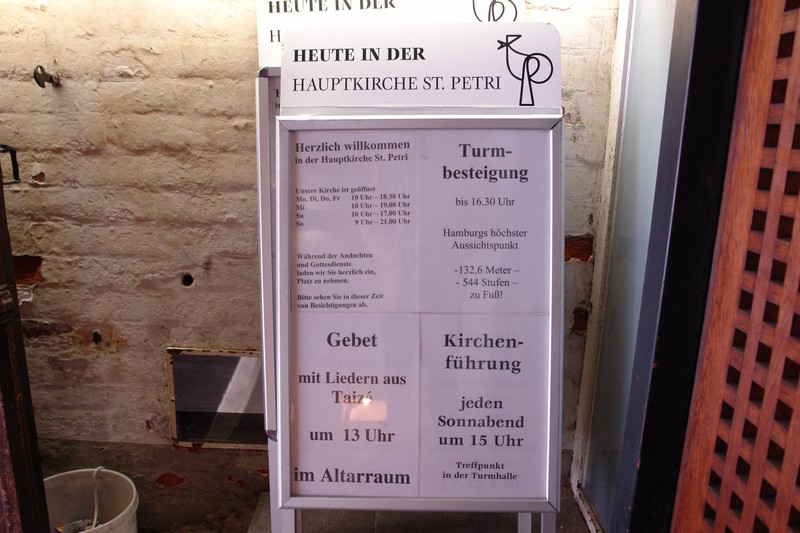 HEUTE IN DER
HEUTE IN DER
HAUPTKIRCHE ST. PETRI
Herzlich willkommen
in der Hauptkirche St. Petri
Unsere Kirche ist geöffnet
Mo, Di, Do, Fr 10 Uhr – 18.30 Uhr
Mi 10 Uhr – 19.00 Uhr
Sa 10 Uhr – 17.00 Uhr
So 9 Uhr – 21.00 Uhr
Während der Andachten
und Gottesdienste
laden wir Sie herzlich ein,
Platz zu nehmen.
Bitte sehen Sie in dieser Zeit
von Besichtigungen ab.
Turm-
besteigung
bis 16.30 Uhr
Hamburgs höchster
Aussichtspunkt
-132,6 Meter –
- 544 Stufen –
zu Fuß!
Gebet
mit Liedern aus
Taizé
um 13 Uhr
im Altarraum
Kirchen-
führung
jeden
Sonnabend
um 15 Uhr
Treffpunkt
in der Turmhalle